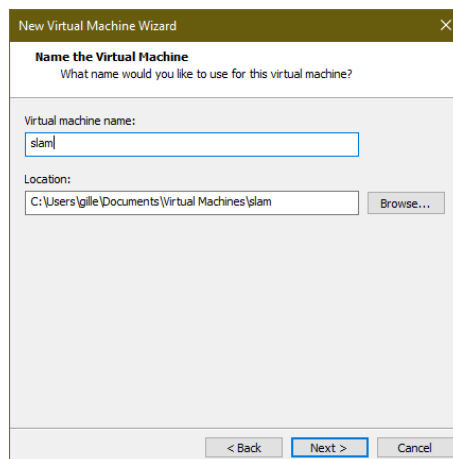 New Virtual Machine Wizard
Name the Virtual Machine
What name would you like to use for this virtual machine?
Virtual machine name:
slam
Location:
C:\Users\gille\Documents\Virtual Machines\slam
Browse...
< Back Next > Cancel